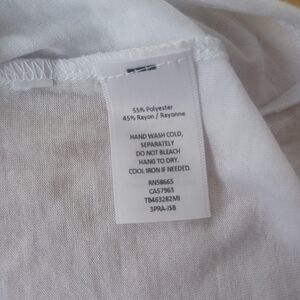 55% Polyester
45% Rayon / Rayonne
HAND WASH COLD,
SEPARATELY
DO NOT BLEACH
HANG TO DRY.
COOL IRON IF NEEDED.
RN58665
CA57963
TB463282MI
3PRA-JSB